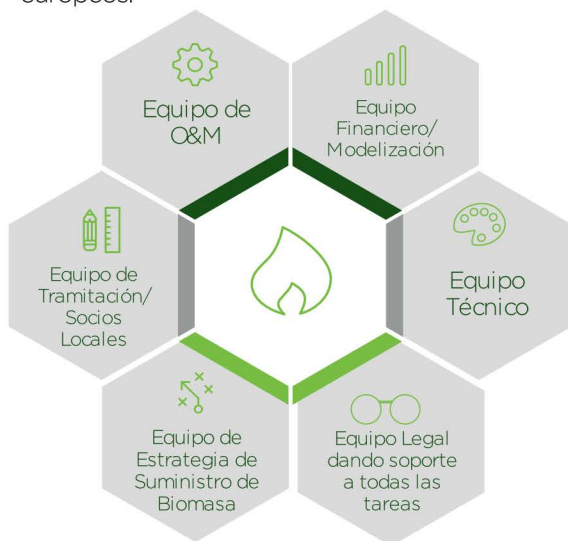 Equipo de
O&M
Equipo
Financiero/
Modelización
Equipo de
Tramitación/
Socios
Locales
Equipo
Técnico
Equipo de
Estrategia de
Suministro de
Biomasa
Equipo Legal
dando soporte
a todas las
tareas